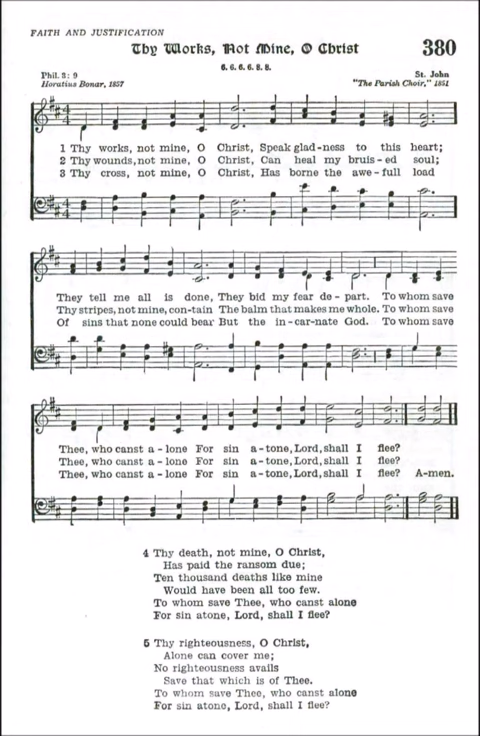 FAITH AND JUSTIFICATION
Thy Works, Not Mine, O Christ 380
6. 6. 6. 6. 8. 8.
Phil. 3: 9 St. John
Horatius Bonar, 1857 "The Parish Choir," 1851
1 Thy works, not mine, O Christ, Speak glad-ness to this heart;
2 Thy wounds, not mine, O Christ, Can heal my bruis-ed soul;
3 Thy cross, not mine, O Christ, Has borne the awe-full load
They tell me all is done, They bid my fear de-part. To whom save
Thy stripes, not mine, con-tain The balm that makes me whole. To whom save
Of sins that none could bear But the in-car-nate God. To whom save
Thee, who canst a-lone For sin a-tone, Lord, shall I flee?
Thee, who canst a-lone For sin a-tone, Lord, shall I flee?
Thee, who canst a-lone For sin a-tone, Lord, shall I flee? A-men.
4 Thy death, not mine, O Christ,
Has paid the ransom due;
Ten thousand deaths like mine
Would have been all too few.
To whom save Thee, who canst alone
For sin atone, Lord, shall I flee?
5 Thy righteousness, O Christ,
Alone can cover me;
No righteousness avails
Save that which is of Thee.
To whom save Thee, who canst alone
For sin atone, Lord, shall I flee?